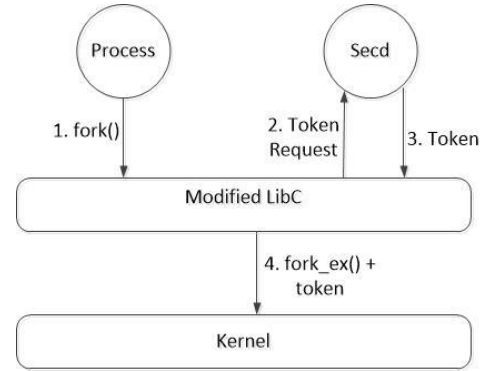 Process
Secd
1. fork()
2. Token
Request
3. Token
Modified LibC
4. fork_ex() +
token
Kernel